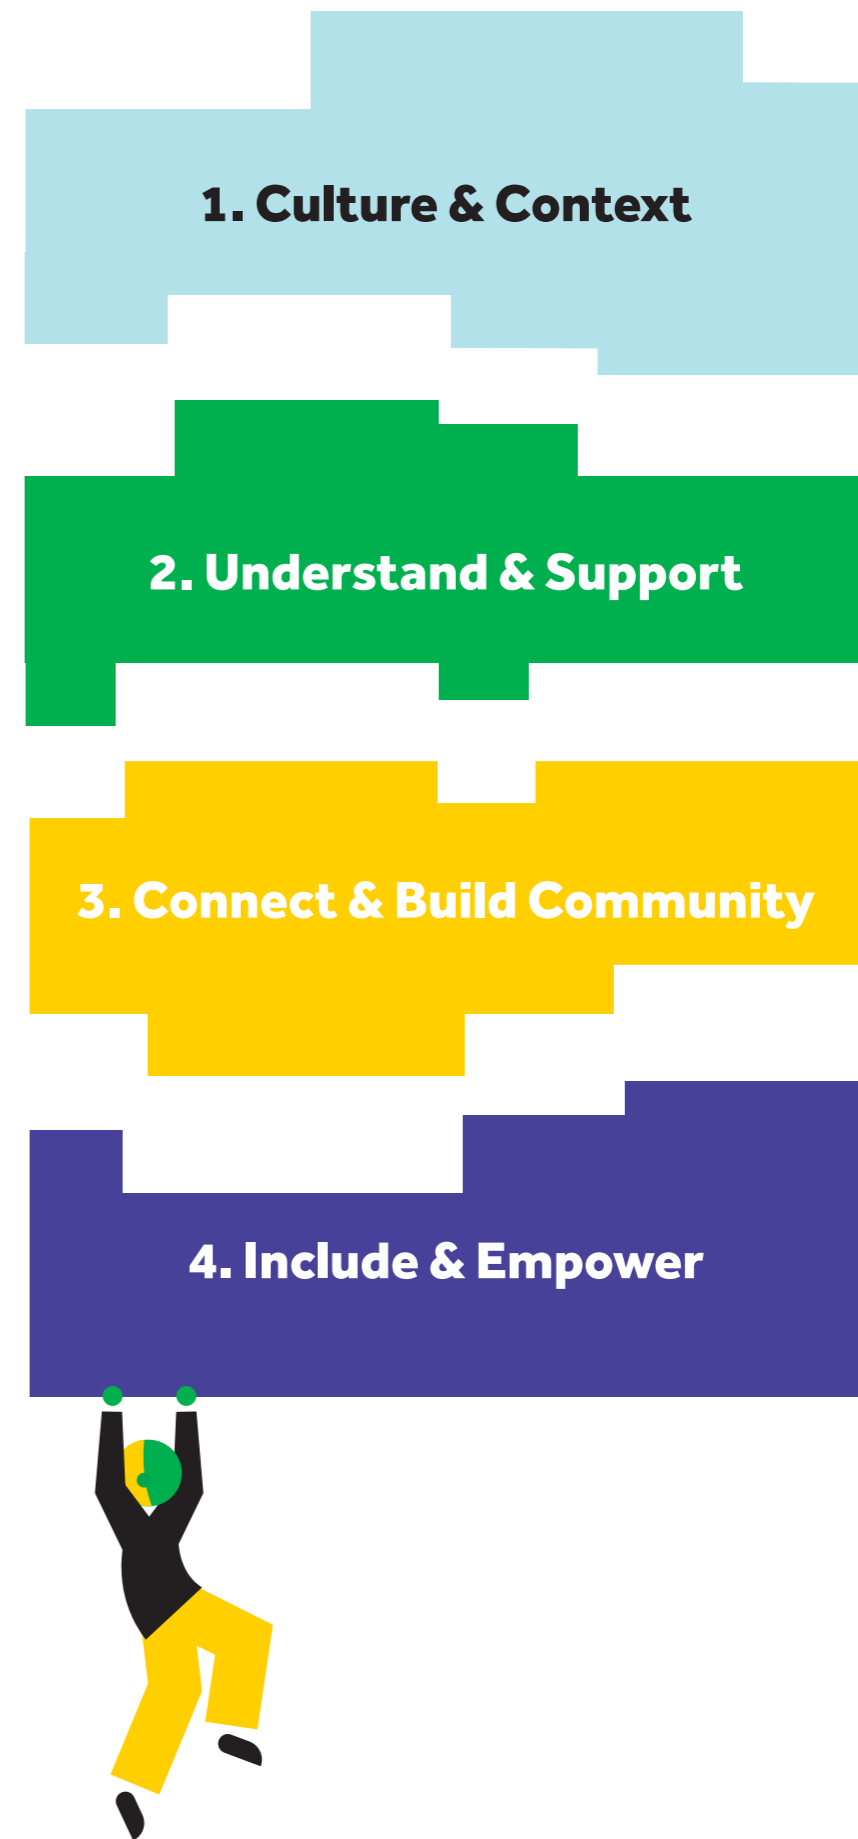 1. Culture & Context
2. Understand & Support
3. Connect & Build Community
4. Include & Empower